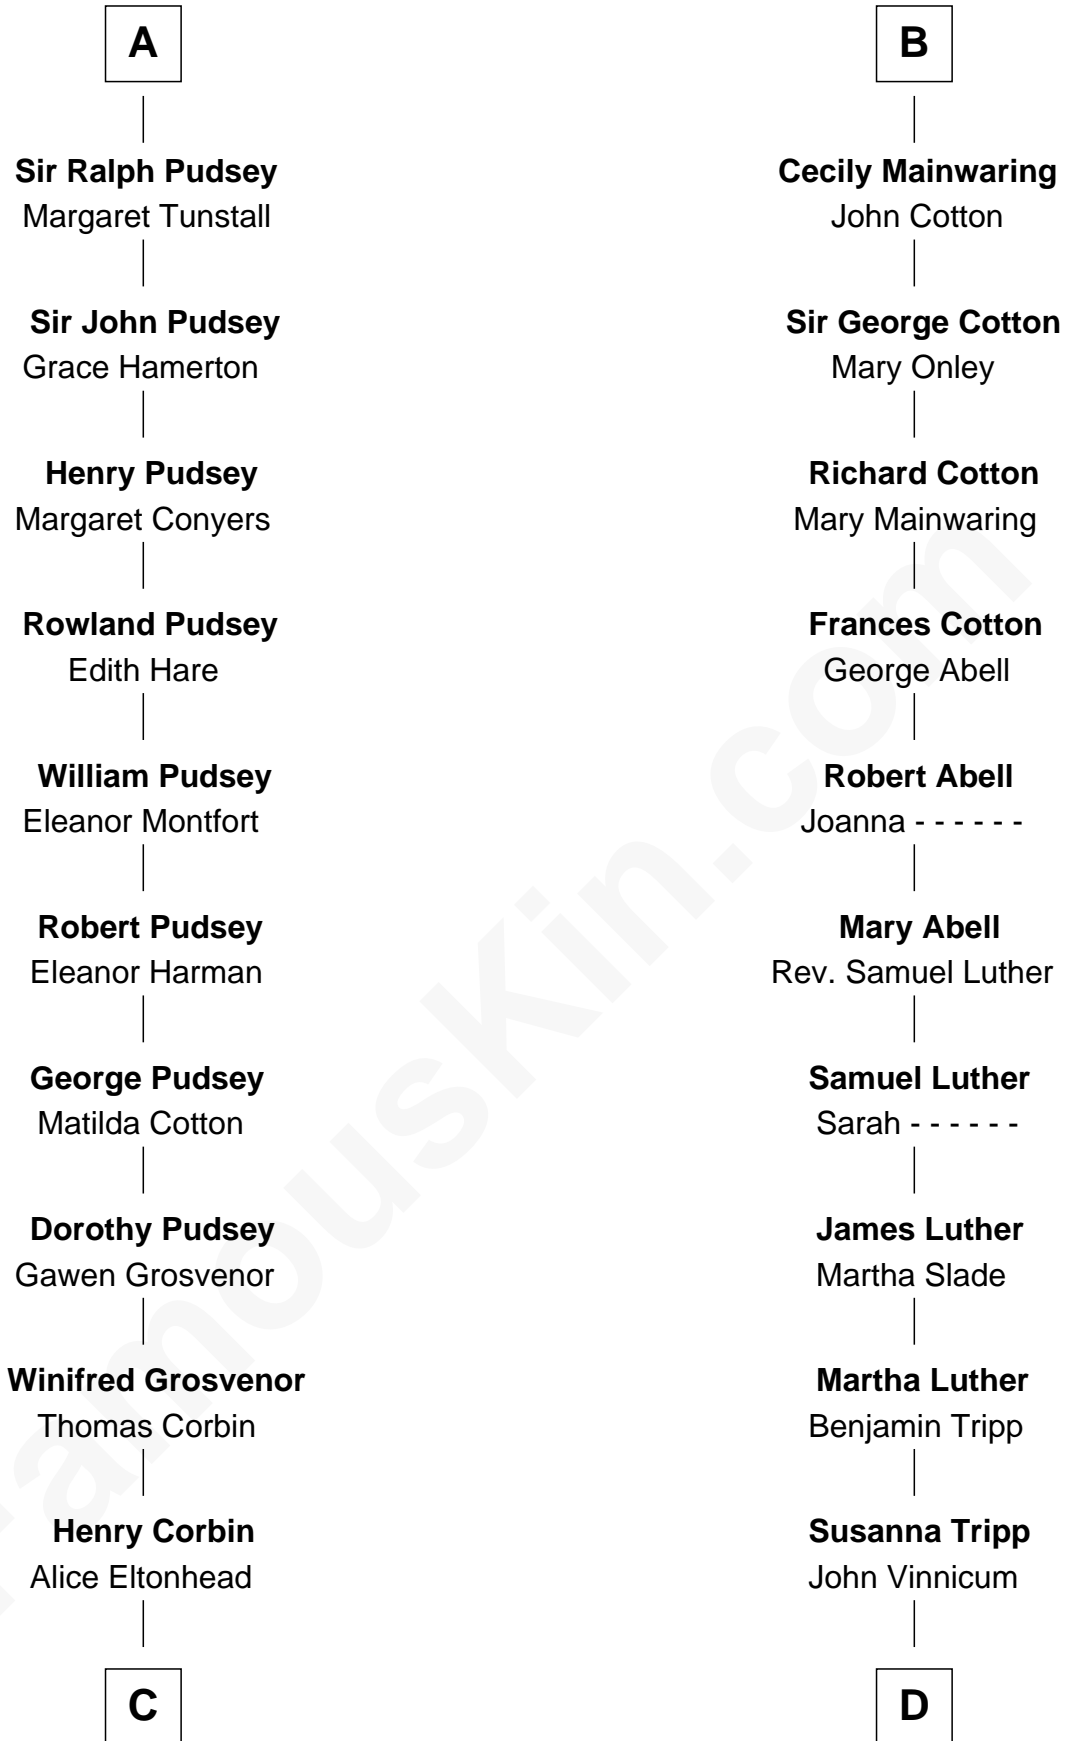 A
Sir Ralph Pudsey
Margaret Tunstall
Sir John Pudsey
Grace Hamerton
Henry Pudsey
Margaret Conyers
Rowland Pudsey
Edith Hare
William Pudsey
Eleanor Montfort
Robert Pudsey
Eleanor Harman
George Pudsey
Matilda Cotton
Dorothy Pudsey
Gawen Grosvenor
Winifred Grosvenor
Thomas Corbin
Henry Corbin
Alice Eltonhead
C
B
Cecily Mainwaring
John Cotton
Sir George Cotton
Mary Onley
Richard Cotton
Mary Mainwaring
Frances Cotton
George Abell
Robert Abell
Joanna - - - - - -
Mary Abell
Rev. Samuel Luther
Samuel Luther
Sarah - - - - - -
James Luther
Martha Slade
Martha Luther
Benjamin Tripp
Susanna Tripp
John Vinnicum
D
FamousKin.com